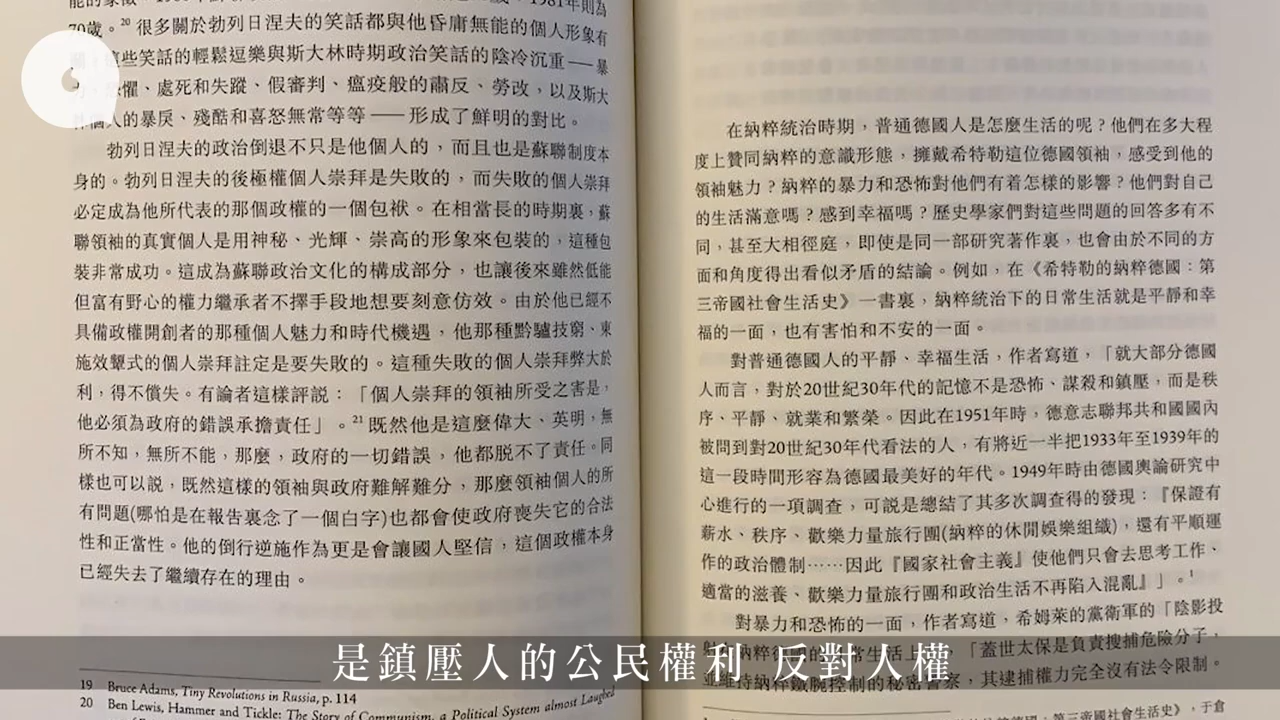 70歲。²⁰ 很多關於勃列日涅夫的笑話都與他昏庸無能的個人形象有
這些笑話的輕鬆逗樂與斯大林時期政治笑話的陰冷沉重——暴
懼、處死和失蹤、假審判、瘟疫般的肅反、勞改，以及斯大
個人的暴戾、殘酷和喜怒無常等等——形成了鮮明的對比。
勃列日涅夫的政治倒退不只是他個人的，而且也是蘇聯制度本
身的。勃列日涅夫的後極權個人崇拜是失敗的，而失敗的個人崇拜
必定成為他所代表的那個政權的一個包袱。在相當長的時期裏，蘇
聯領袖的真實個人是用神秘、光輝、崇高的形象來包裝的，這種包
裝非常成功。這成為蘇聯政治文化的構成部分，也讓後來雖然低能
但富有野心的權力繼承者不擇手段地想要刻意仿效。由於他已經不
具備政權開創者的那種個人魅力和時代機遇，他那種黔驢技窮、東
施效顰式的個人崇拜註定是要失敗的。這種失敗的個人崇拜弊大於
利，得不償失。有論者這樣評說：「個人崇拜的領袖所受之害是，
他必須為政府的錯誤承擔責任」。²¹ 既然他是這麼偉大、英明，無
所不知，無所不能，那麼，政府的一切錯誤，他都脫不了責任。同
樣也可以説，既然這樣的領袖與政府難解難分，那麼領袖個人的所
有問題(哪怕是在報告裏念了一個白字)也都會使政府喪失它的合法
性和正當性。他的倒行逆施作為更是會讓國人堅信，這個政權本身
已經失去了繼續存在的理由。
19 Bruce Adams, Tiny Revolutions in Russia, p. 114
20 Ben Lewis, Hammer and Tickle: The Story of Communism, a Political System almost Laughed
在納粹統治時期，普通德國人是怎麼生活的呢？他們在多大程
度上贊同納粹的意識形態，擁戴希特勒這位德國領袖，感受到他的
領袖魅力？納粹的暴力和恐怖對他們有着怎樣的影響？他們對自己
的生活滿意嗎？感到幸福嗎？歷史學家們對這些問題的回答多有不
同，甚至大相徑庭，即使是同一部研究著作裏，也會由於不同的方
面和角度得出看似矛盾的結論。例如，在《希特勒的納粹德國：第
三帝國社會生活史》一書裏，納粹統治下的日常生活就是平靜和幸
福的一面，也有害怕和不安的一面。
對普通德國人的平靜、幸福生活，作者寫道，「就大部分德國
人而言，對於20世紀30年代的記憶不是恐怖、謀殺和鎮壓，而是秩
序、平靜、就業和繁榮。因此在1951年時，德意志聯邦共和國國內
被問到對20世紀30年代看法的人，有將近一半把1933年至1939年的
這一段時間形容為德國最美好的年代。1949年時由德國輿論研究中
心進行的一項調查，可説是總結了其多次調查得的發現：『保證有
薪水、秩序、歡樂力量旅行團(納粹的休閒娛樂組織)，還有平順運
作的政治體制……因此『國家社會主義』使他們只會去思考工作、
適當的滋養、歡樂力量旅行團和政治生活不再陷入混亂』」。¹
對暴力和恐怖的一面，作者寫道，希姆萊的黨衛軍的「陰影投
「蓋世太保是負責搜捕危險分子，
其逮捕權力完全沒有法令限制。
是鎮壓人的公民權利 反對人權